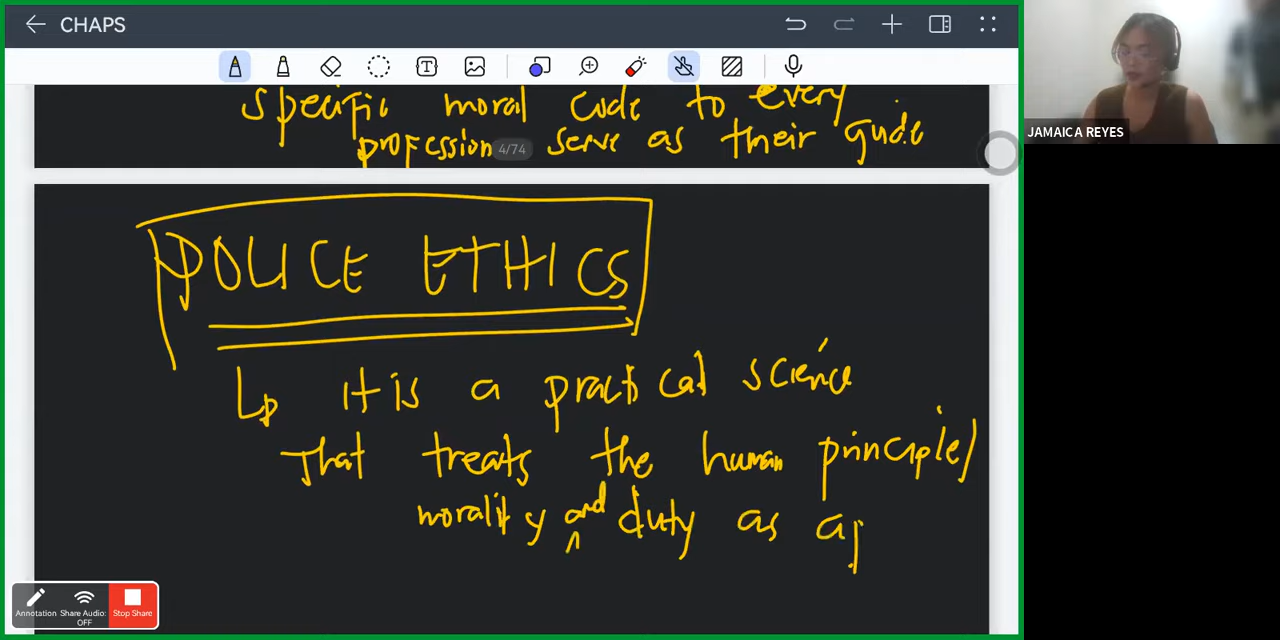 CHAPS
specific moral code to every
profession serve as their guide
4/74
POLICE ETHICS
It is a practical science
That treats the human principle/
morality and duty as ap
Annotation
Share Audio: OFF
Stop Share
JAMAICA REYES